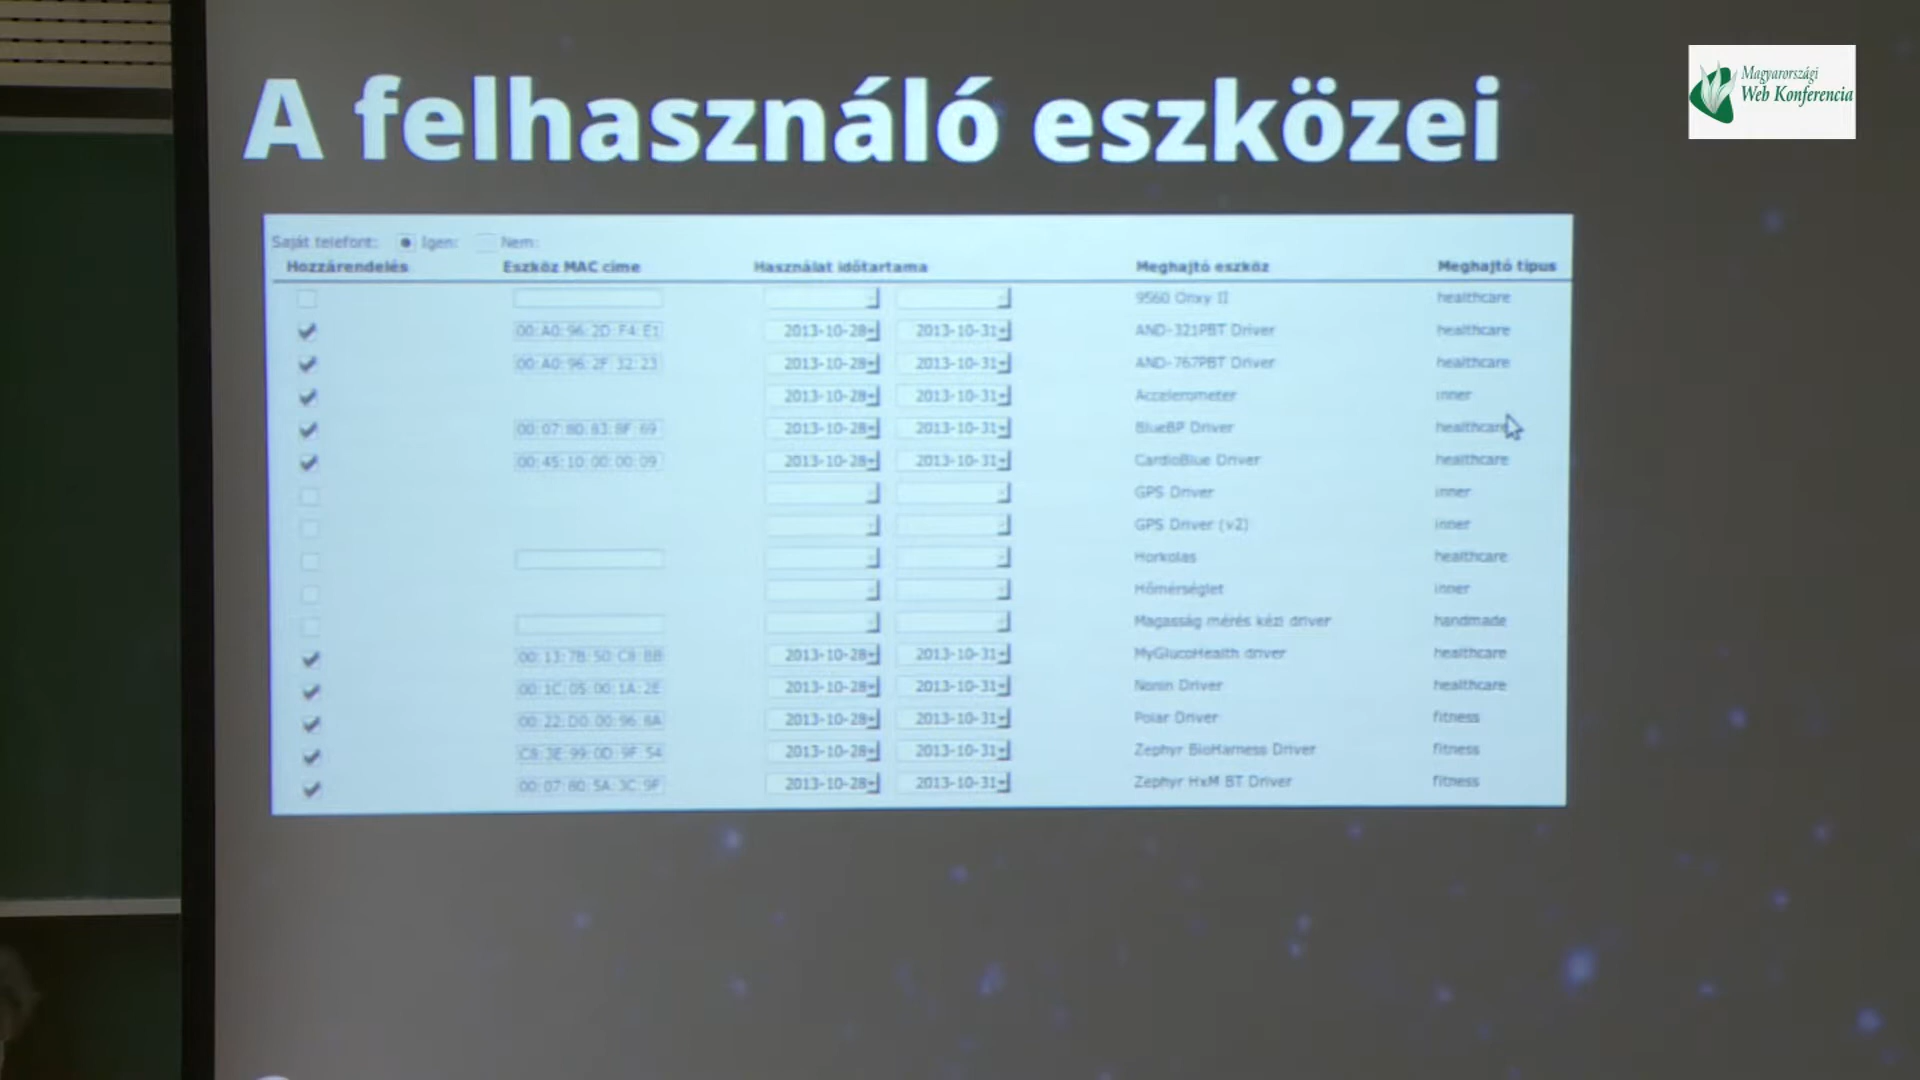 A felhasználó eszközei
Magyarországi
Web Konferencia
Saját telefont: Igen: Nem:
Hozzárendelés Eszköz MAC címe Használat időtartama Meghajtó eszköz Meghajtó típus
9560 Onxy II healthcare
00:A0:96:2D:F4:E1 2013-10-28 2013-10-31 AND-321PBT Driver healthcare
00:A0:96:2F:32:23 2013-10-28 2013-10-31 AND-767PBT Driver healthcare
2013-10-28 2013-10-31 Accelerometer inner
00:07:80:83:8F:69 2013-10-28 2013-10-31 BlueBP Driver healthcare
00:45:10:00:00:09 2013-10-28 2013-10-31 CardioBlue Driver healthcare
GPS Driver inner
GPS Driver (v2) inner
Horkolas healthcare
Hőmérséglet inner
Magasság mérés kézi driver handmade
00:13:7B:50:C8:BB 2013-10-28 2013-10-31 MyGlucoHealth driver healthcare
00:1C:05:00:1A:2E 2013-10-28 2013-10-31 Nonin Driver healthcare
00:22:D0:00:96:8A 2013-10-28 2013-10-31 Polar Driver fitness
C8:3E:99:0D:9F:54 2013-10-28 2013-10-31 Zephyr BioHarness Driver fitness
00:07:80:5A:3C:9F 2013-10-28 2013-10-31 Zephyr HxM BT Driver fitness